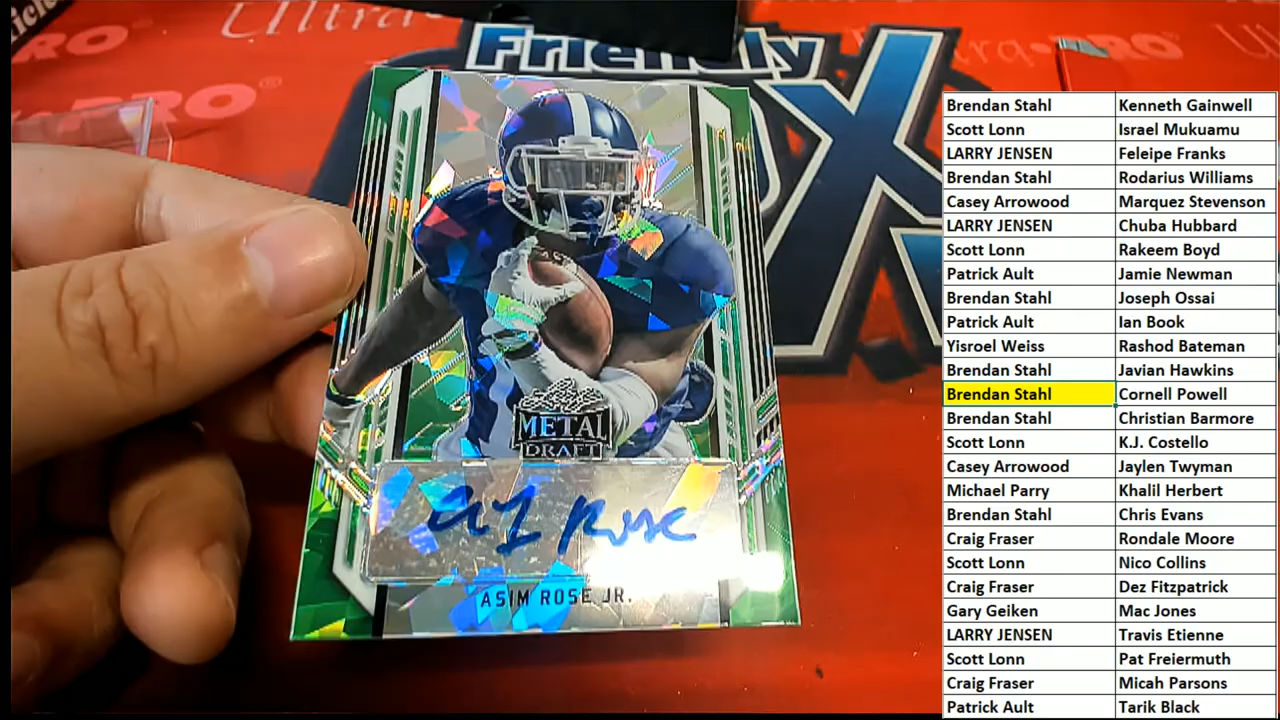 Ultra PRO
Friendly
PRO
METAL
DRAFT
ASIM ROSE JR.
Brendan Stahl Kenneth Gainwell
Scott Lonn Israel Mukuamu
LARRY JENSEN Feleipe Franks
Brendan Stahl Rodarius Williams
Casey Arrowood Marquez Stevenson
LARRY JENSEN Chuba Hubbard
Scott Lonn Rakeem Boyd
Patrick Ault Jamie Newman
Brendan Stahl Joseph Ossai
Patrick Ault Ian Book
Yisroel Weiss Rashod Bateman
Brendan Stahl Javian Hawkins
Brendan Stahl Cornell Powell
Brendan Stahl Christian Barmore
Scott Lonn K.J. Costello
Casey Arrowood Jaylen Twyman
Michael Parry Khalil Herbert
Brendan Stahl Chris Evans
Craig Fraser Rondale Moore
Scott Lonn Nico Collins
Craig Fraser Dez Fitzpatrick
Gary Geiken Mac Jones
LARRY JENSEN Travis Etienne
Scott Lonn Pat Freiermuth
Craig Fraser Micah Parsons
Patrick Ault Tarik Black